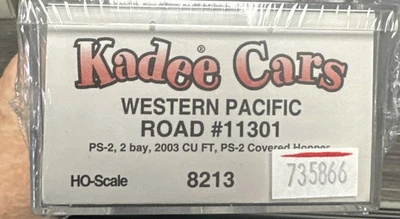 Kadee® Cars
WESTERN PACIFIC
ROAD #11301
PS-2, 2 bay, 2003 CU FT, PS-2 Covered Hopper
HO-Scale 8213
735866